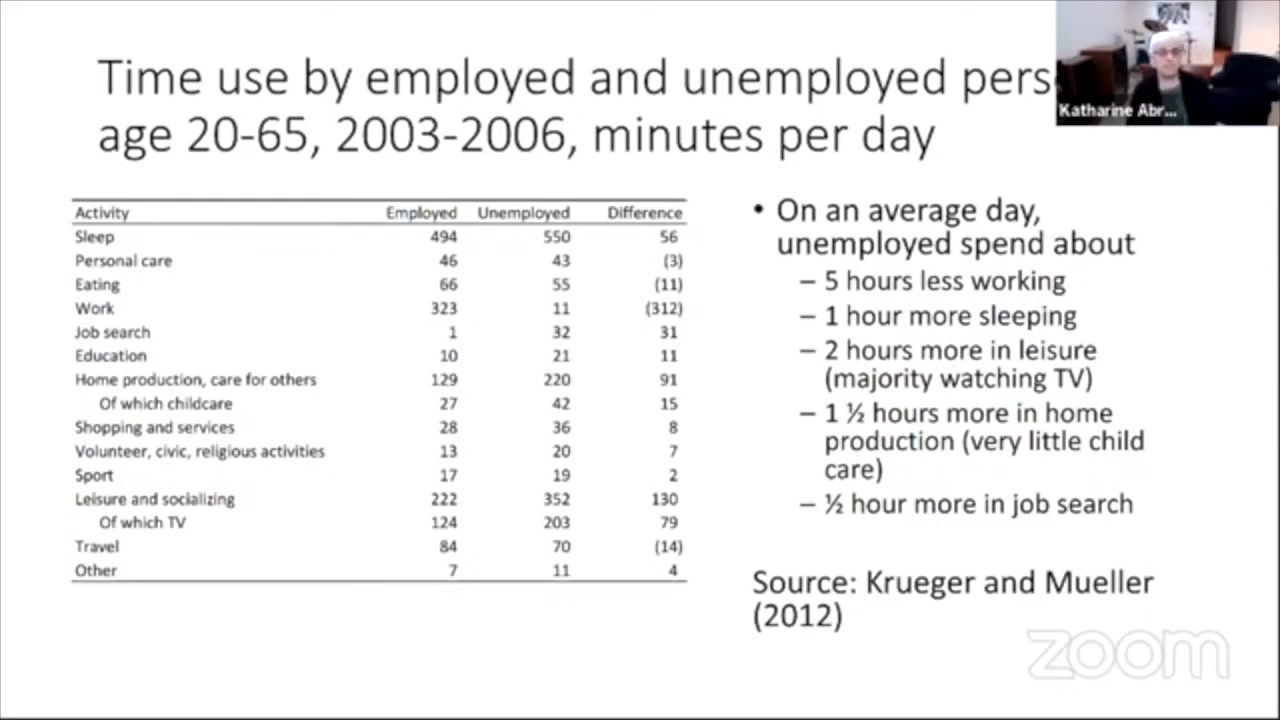 Time use by employed and unemployed pers
age 20-65, 2003-2006, minutes per day
Katharine Abr...
Activity Employed Unemployed Difference
Sleep 494 550 56
Personal care 46 43 (3)
Eating 66 55 (11)
Work 323 11 (312)
Job search 1 32 31
Education 10 21 11
Home production, care for others 129 220 91
Of which childcare 27 42 15
Shopping and services 28 36 8
Volunteer, civic, religious activities 13 20 7
Sport 17 19 2
Leisure and socializing 222 352 130
Of which TV 124 203 79
Travel 84 70 (14)
Other 7 11 4
• On an average day,
unemployed spend about
– 5 hours less working
– 1 hour more sleeping
– 2 hours more in leisure
(majority watching TV)
– 1 ½ hours more in home
production (very little child
care)
– ½ hour more in job search
Source: Krueger and Mueller
(2012)
zoom